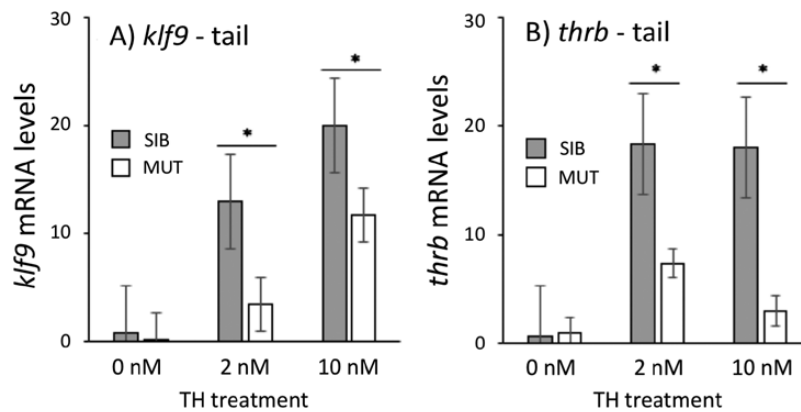 A) klf9 - tail
30
20
10
0
klf9 mRNA levels
SIB
MUT
*
*
0 nM
2 nM
10 nM
TH treatment
B) thrb - tail
30
20
10
0
thrb mRNA levels
SIB
MUT
*
*
0 nM
2 nM
10 nM
TH treatment